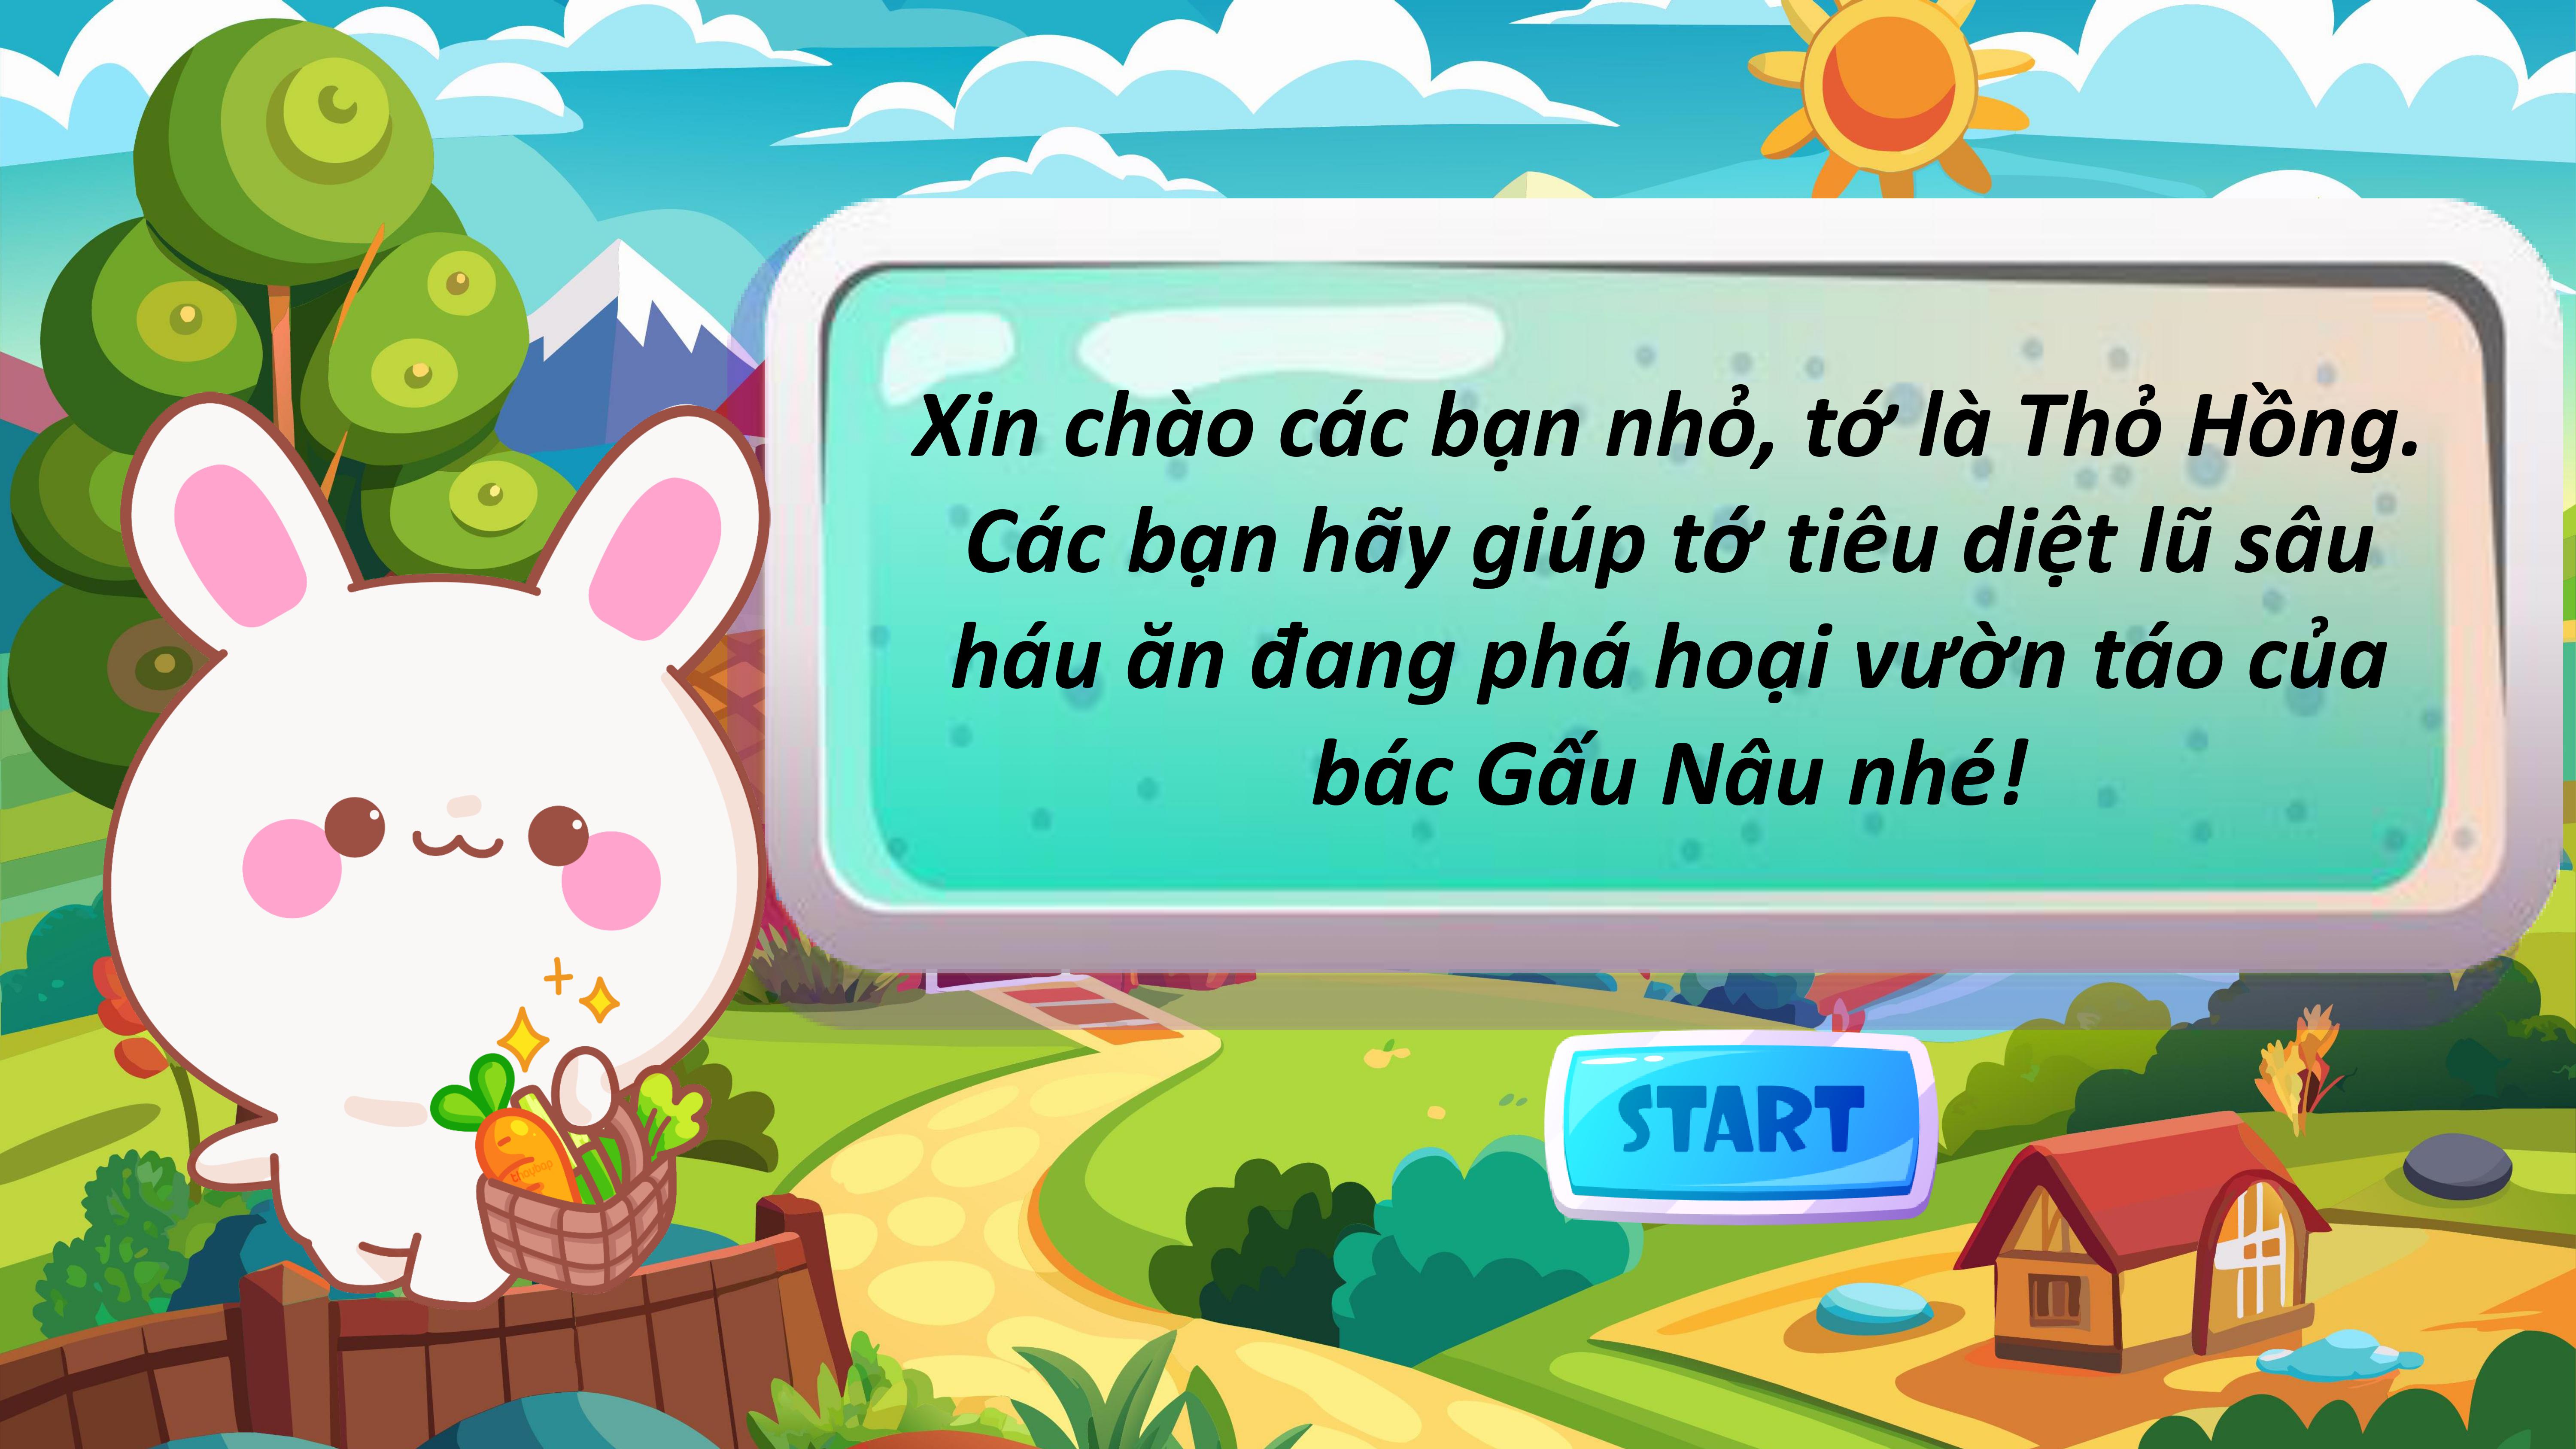 Xin chào các bạn nhỏ, tớ là Thỏ Hồng.
Các bạn hãy giúp tớ tiêu diệt lũ sâu
háu ăn đang phá hoại vườn táo của
bác Gấu Nâu nhé!
START